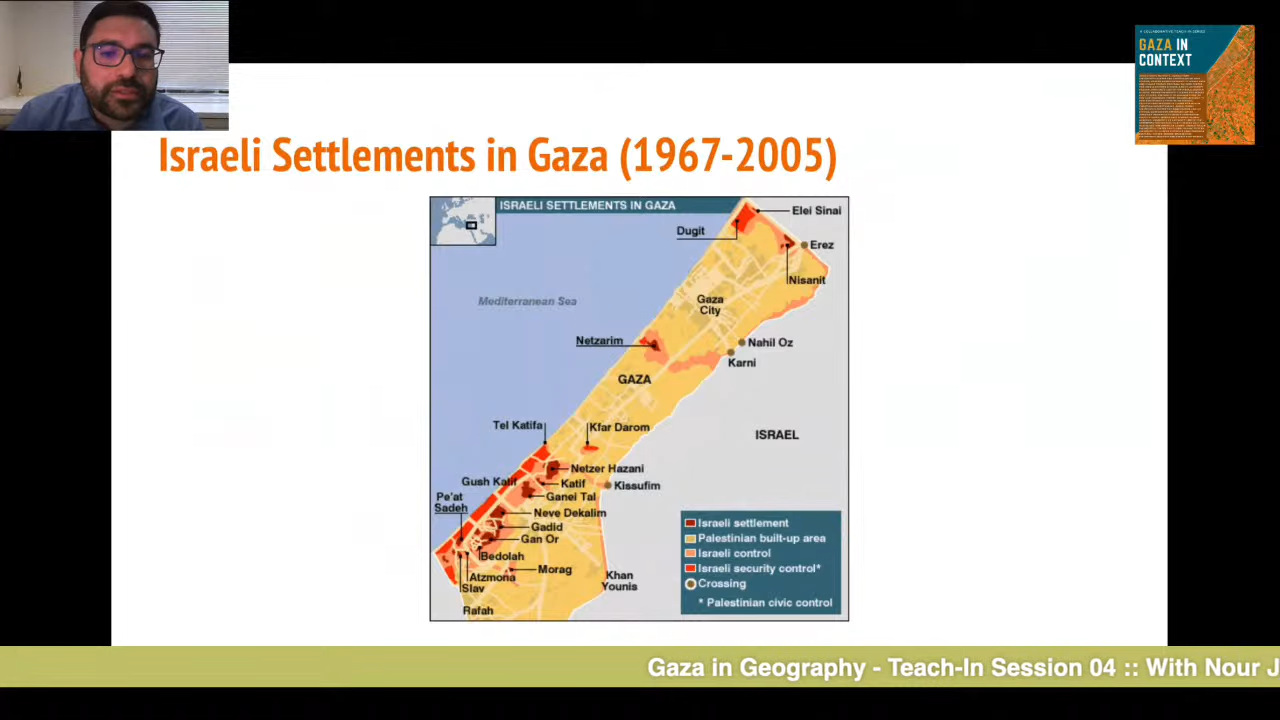 A COLLABORATIVE TEACH-IN SERIES
GAZA IN
CONTEXT
Israeli Settlements in Gaza (1967-2005)
ISRAELI SETTLEMENTS IN GAZA
Elei Sinai
Dugit
Erez
Nisanit
Mediterranean Sea
Gaza
City
Netzarim
Nahil Oz
Karni
GAZA
Tel Katifa
Kfar Darom
ISRAEL
Netzer Hazani
Gush Katif
Katif
Kissufim
Pe'at
Sadeh
Ganei Tal
Neve Dekalim
Gadid
Gan Or
Bedolah
Morag
Atzmona
Slav
Khan
Younis
Rafah
Israeli settlement
Palestinian built-up area
Israeli control
Israeli security control*
Crossing
* Palestinian civic control
Gaza in Geography - Teach-In Session 04 :: With Nour J